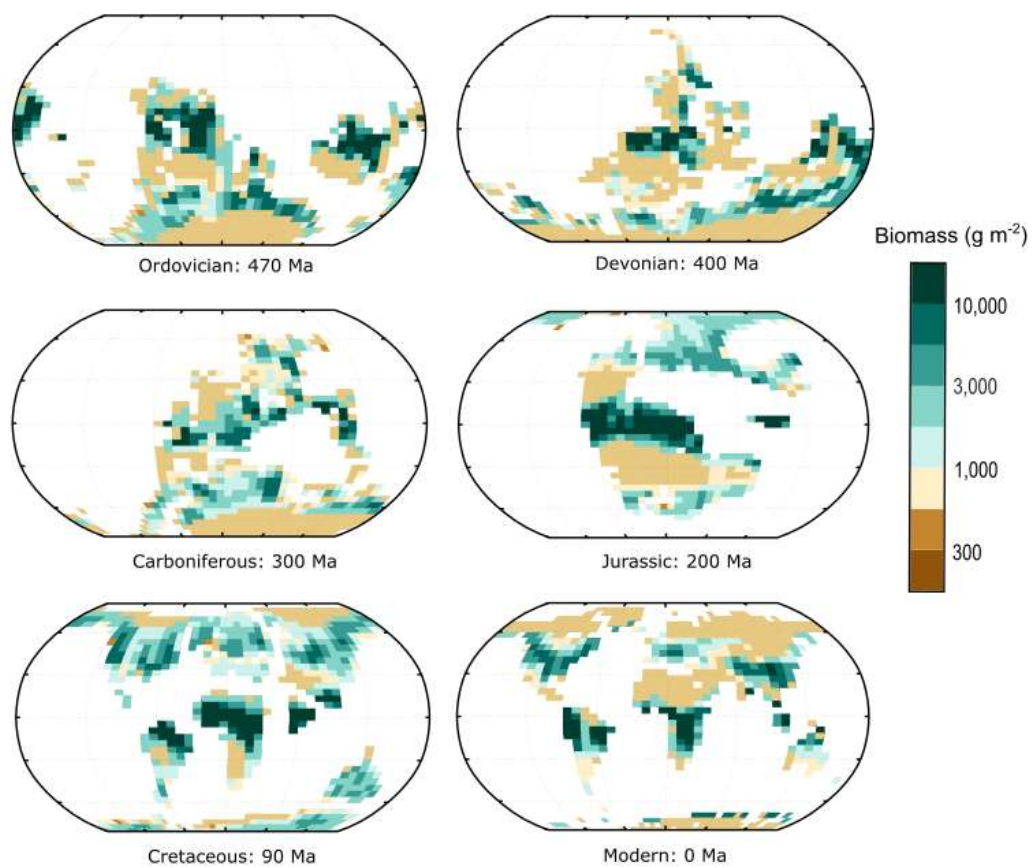 Ordovician: 470 Ma
Devonian: 400 Ma
Biomass (g m⁻²)
10,000
3,000
1,000
300
Carboniferous: 300 Ma
Jurassic: 200 Ma
Cretaceous: 90 Ma
Modern: 0 Ma